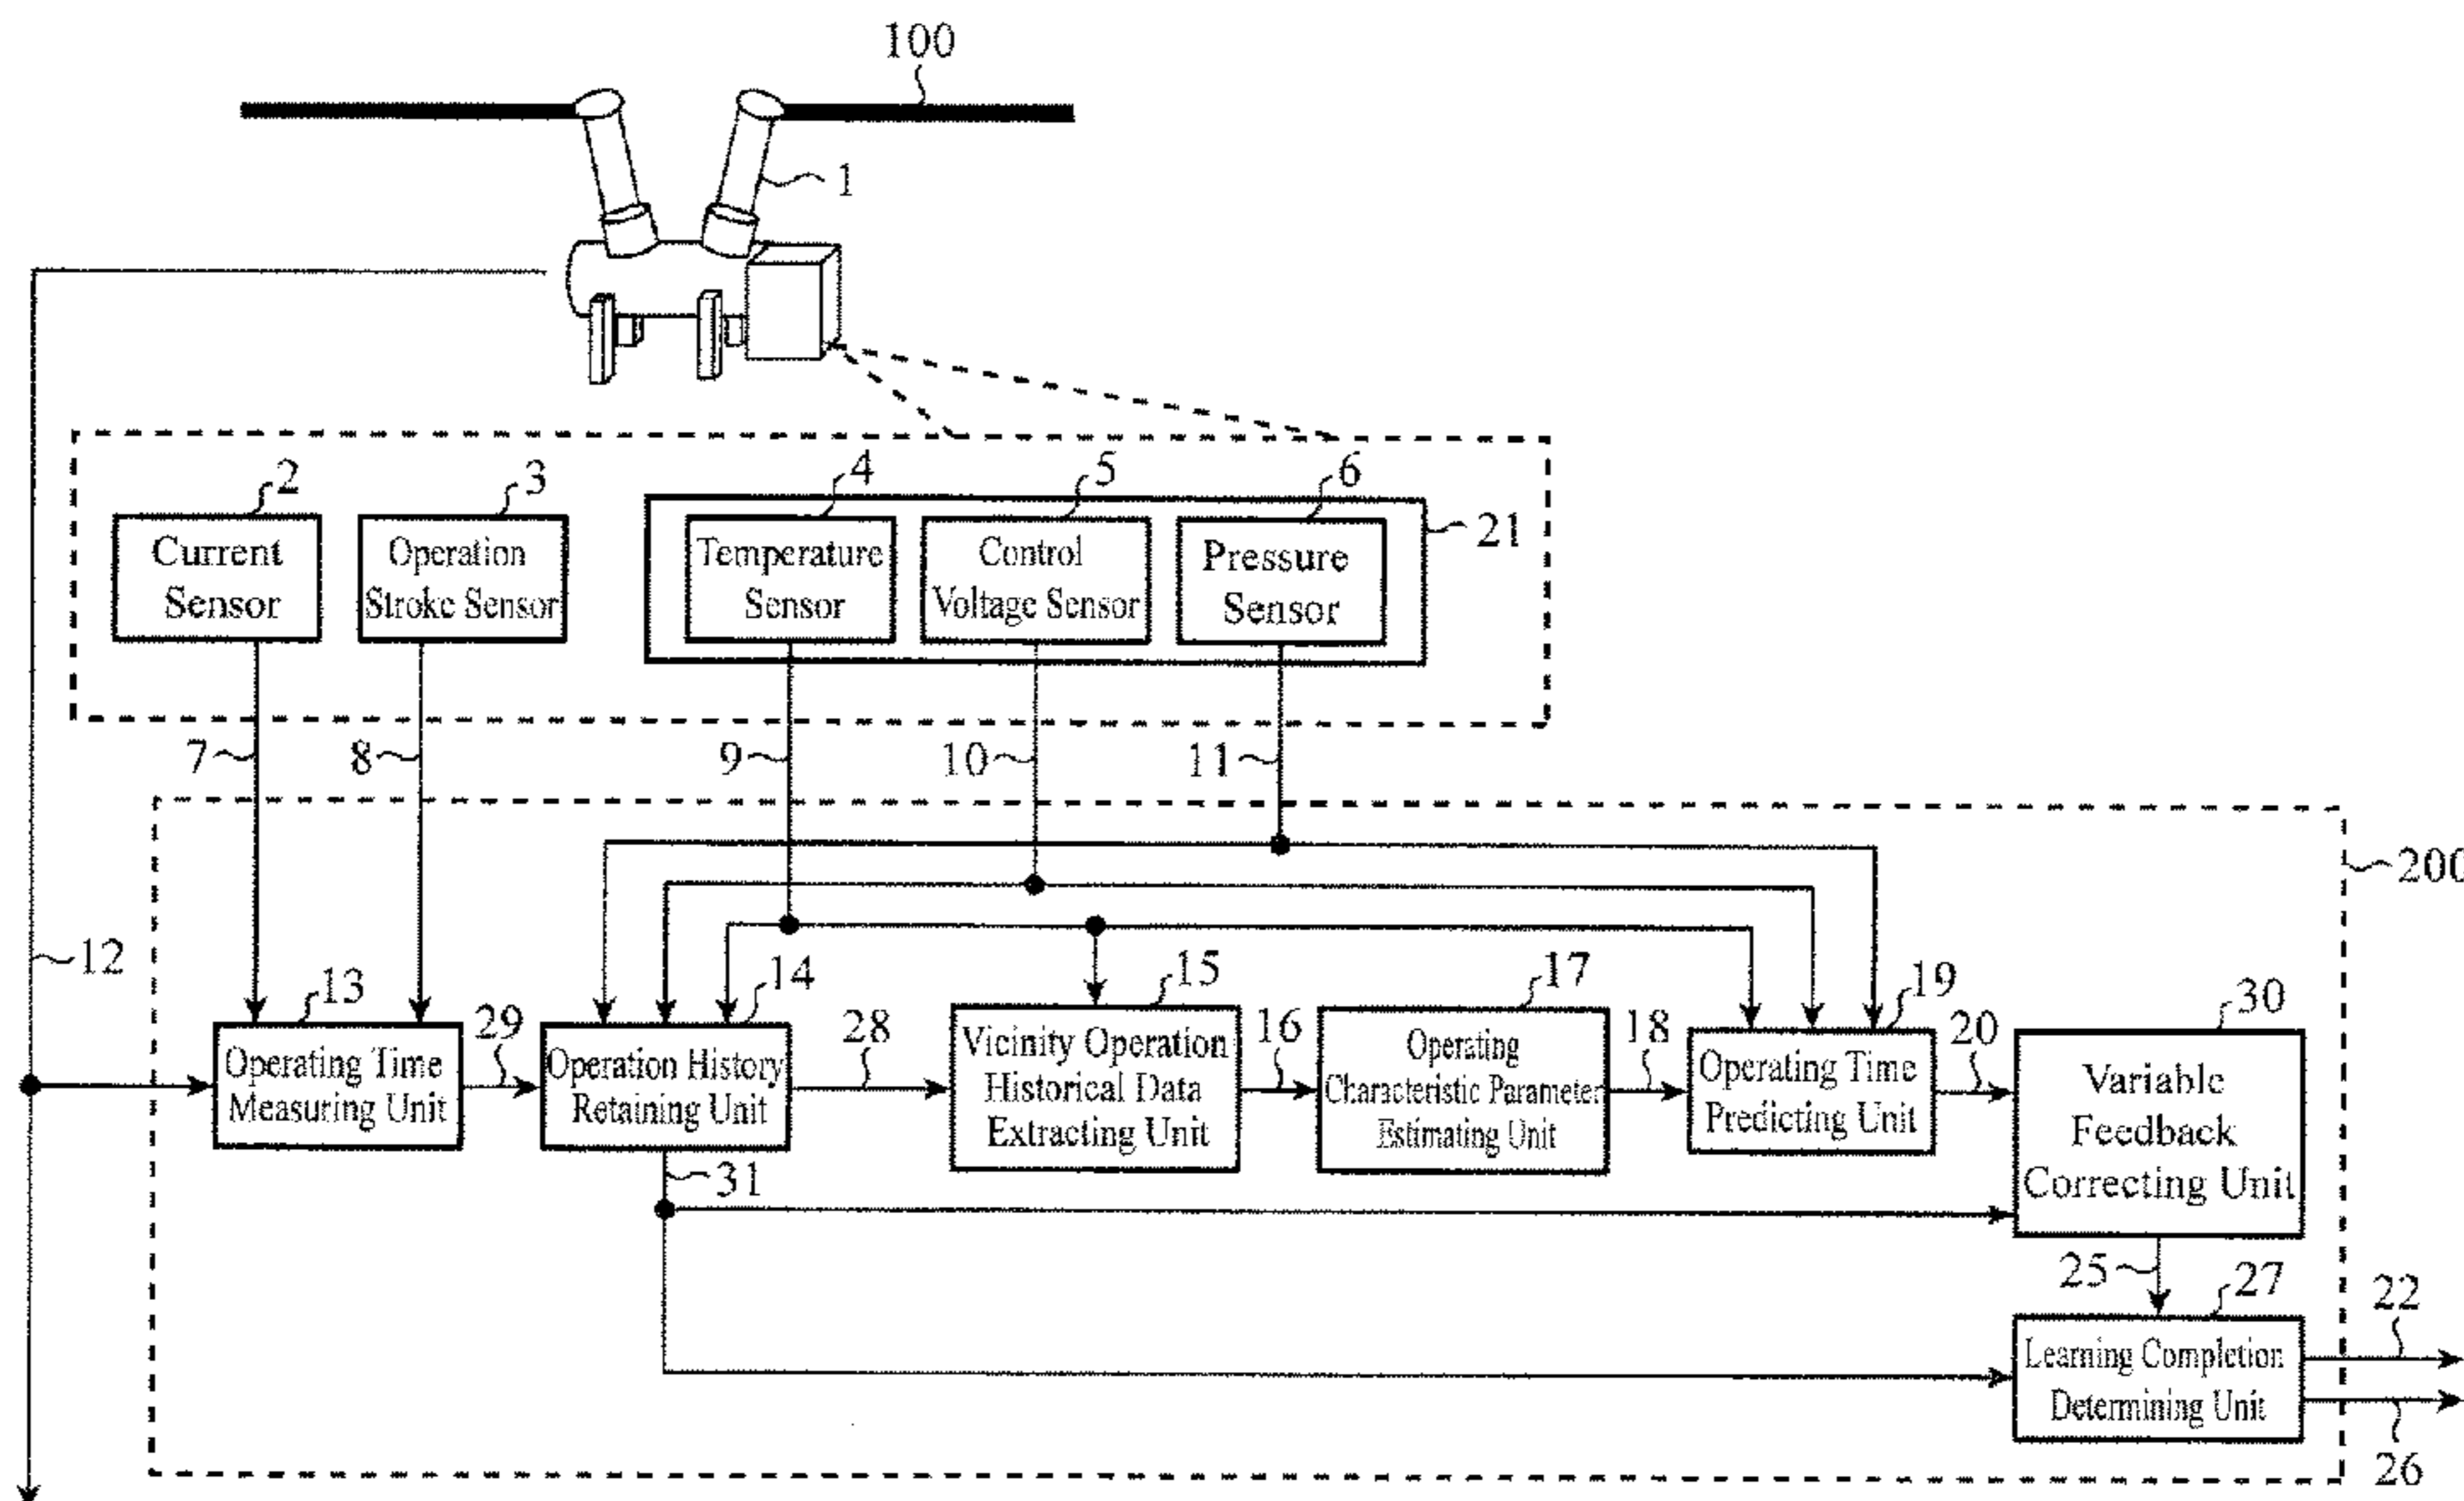 100
1
2
3
4
5
6
21
Current
Sensor
Operation
Stroke Sensor
Temperature
Sensor
Control
Voltage Sensor
Pressure
Sensor
7
8
9
10
11
200
12
13
29
14
28
15
16
17
18
19
20
30
Operating Time
Measuring Unit
Operation History
Retaining Unit
Vicinity Operation
Historical Data
Extracting Unit
Operating
Characteristic Parameter
Estimating Unit
Operating Time
Predicting Unit
Variable
Feedback
Correcting Unit
31
25
27
22
Learning Completion
Determining Unit
26